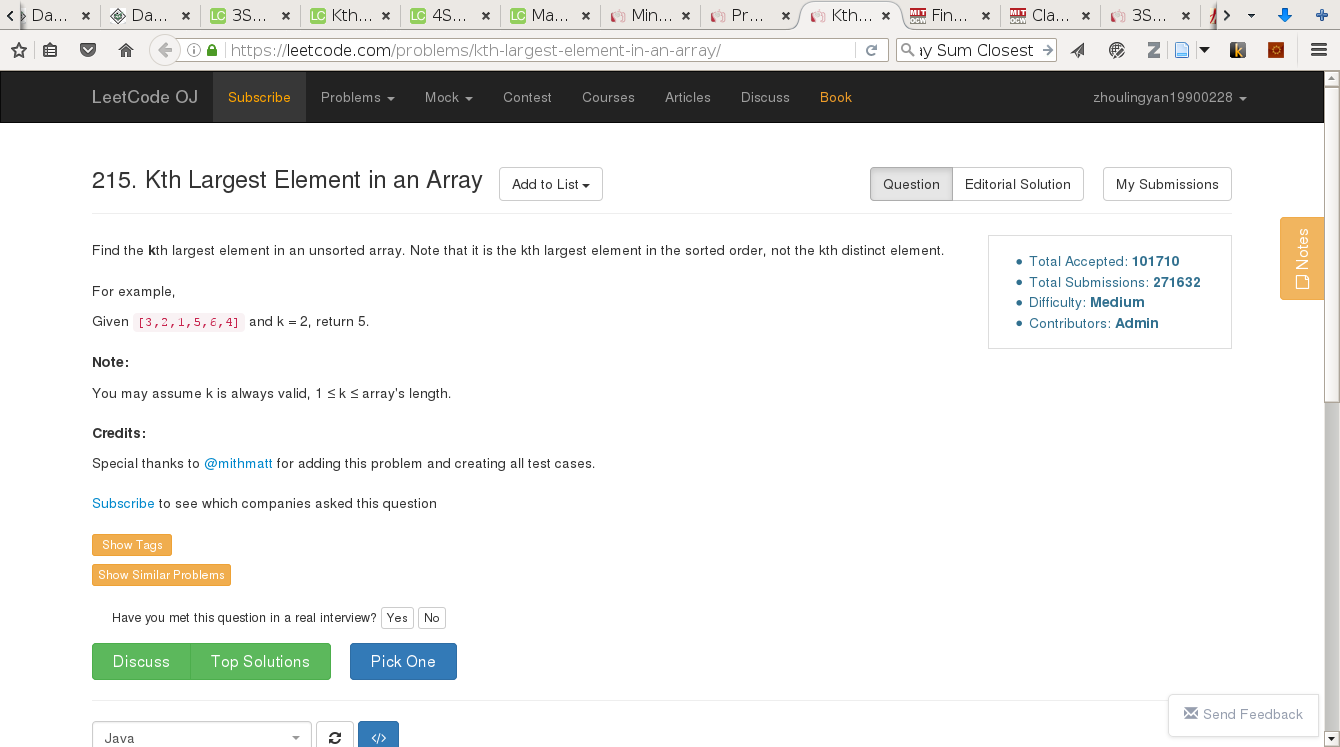 Da... Da... 3S... Kth... 4S... Ma... Min... Pr... Kth... MIT OCW Fin... MIT OCW Cla... 3S...
https://leetcode.com/problems/kth-largest-element-in-an-array/ ay Sum Closest
LeetCode OJ Subscribe Problems Mock Contest Courses Articles Discuss Book zhoulingyan19900228
215. Kth Largest Element in an Array Add to List Question Editorial Solution My Submissions
Find the kth largest element in an unsorted array. Note that it is the kth largest element in the sorted order, not the kth distinct element.
Total Accepted: 101710
Total Submissions: 271632
Difficulty: Medium
Contributors: Admin
Notes
For example,
Given [3,2,1,5,6,4] and k = 2, return 5.
Note:
You may assume k is always valid, 1 ≤ k ≤ array's length.
Credits:
Special thanks to @mithmatt for adding this problem and creating all test cases.
Subscribe to see which companies asked this question
Show Tags
Show Similar Problems
Have you met this question in a real interview? Yes No
Discuss Top Solutions Pick One
Send Feedback
Java </>